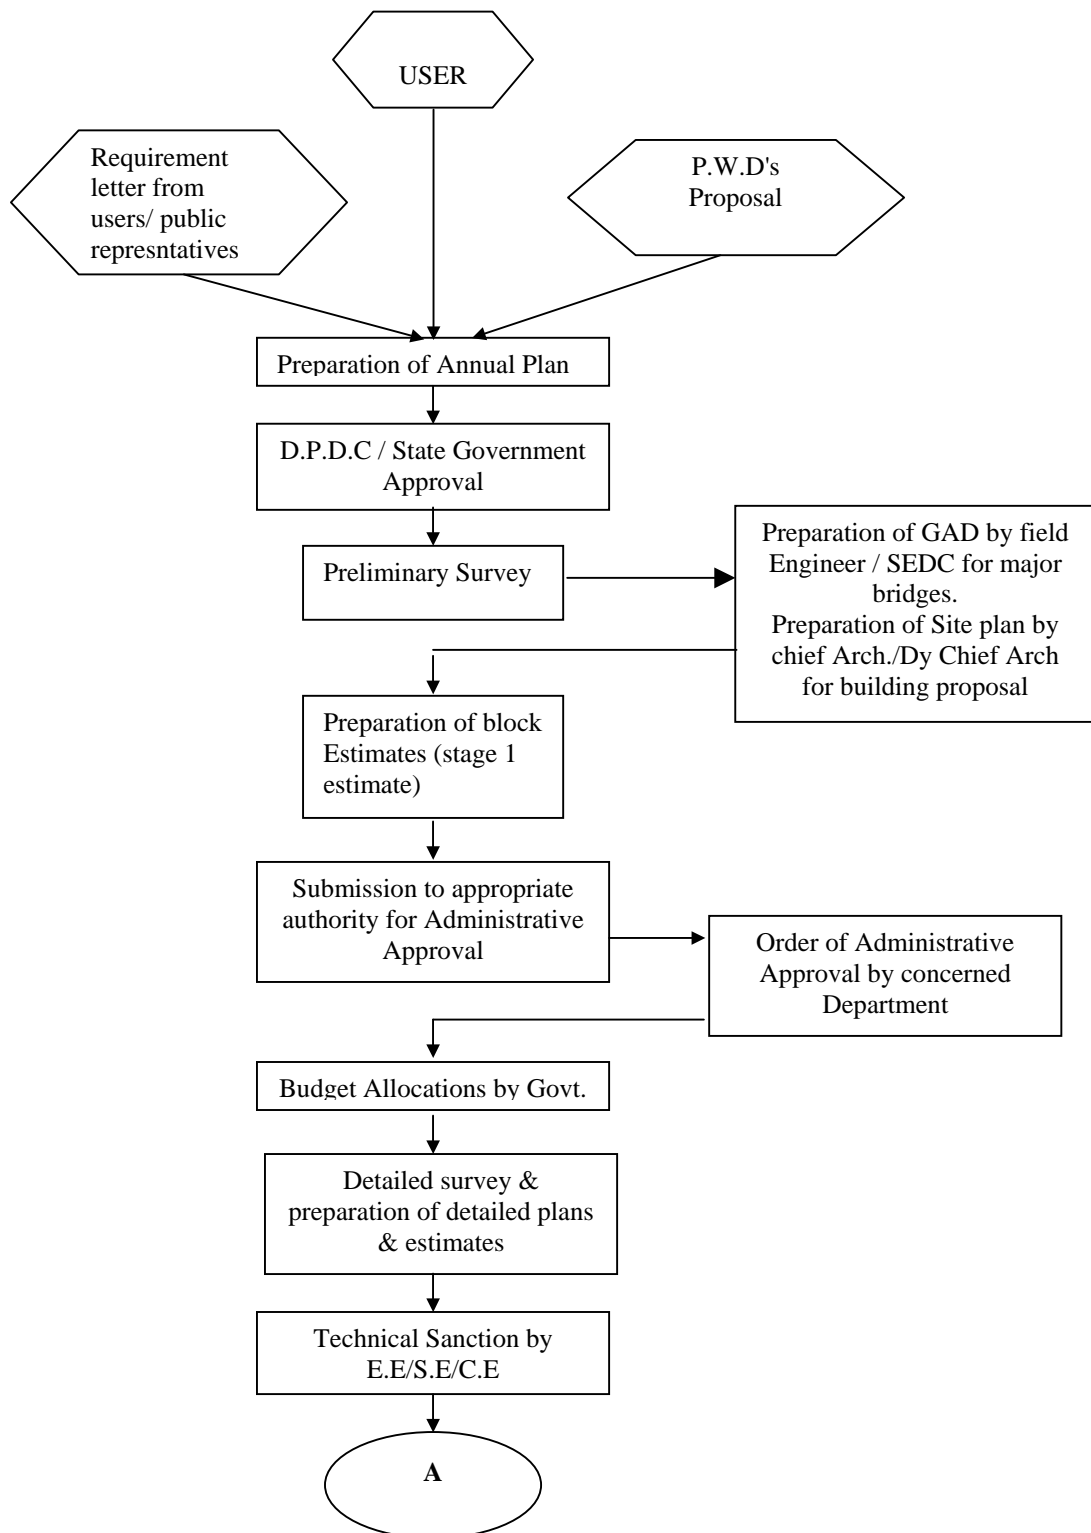 USER
Requirement
letter from
users/ public
represntatives
P.W.D's
Proposal
Preparation of Annual Plan
D.P.D.C / State Government
Approval
Preliminary Survey
Preparation of GAD by field
Engineer / SEDC for major
bridges.
Preparation of Site plan by
chief Arch./Dy Chief Arch
for building proposal
Preparation of block
Estimates (stage 1
estimate)
Submission to appropriate
authority for Administrative
Approval
Order of Administrative
Approval by concerned
Department
Budget Allocations by Govt.
Detailed survey &
preparation of detailed plans
& estimates
Technical Sanction by
E.E/S.E/C.E
A